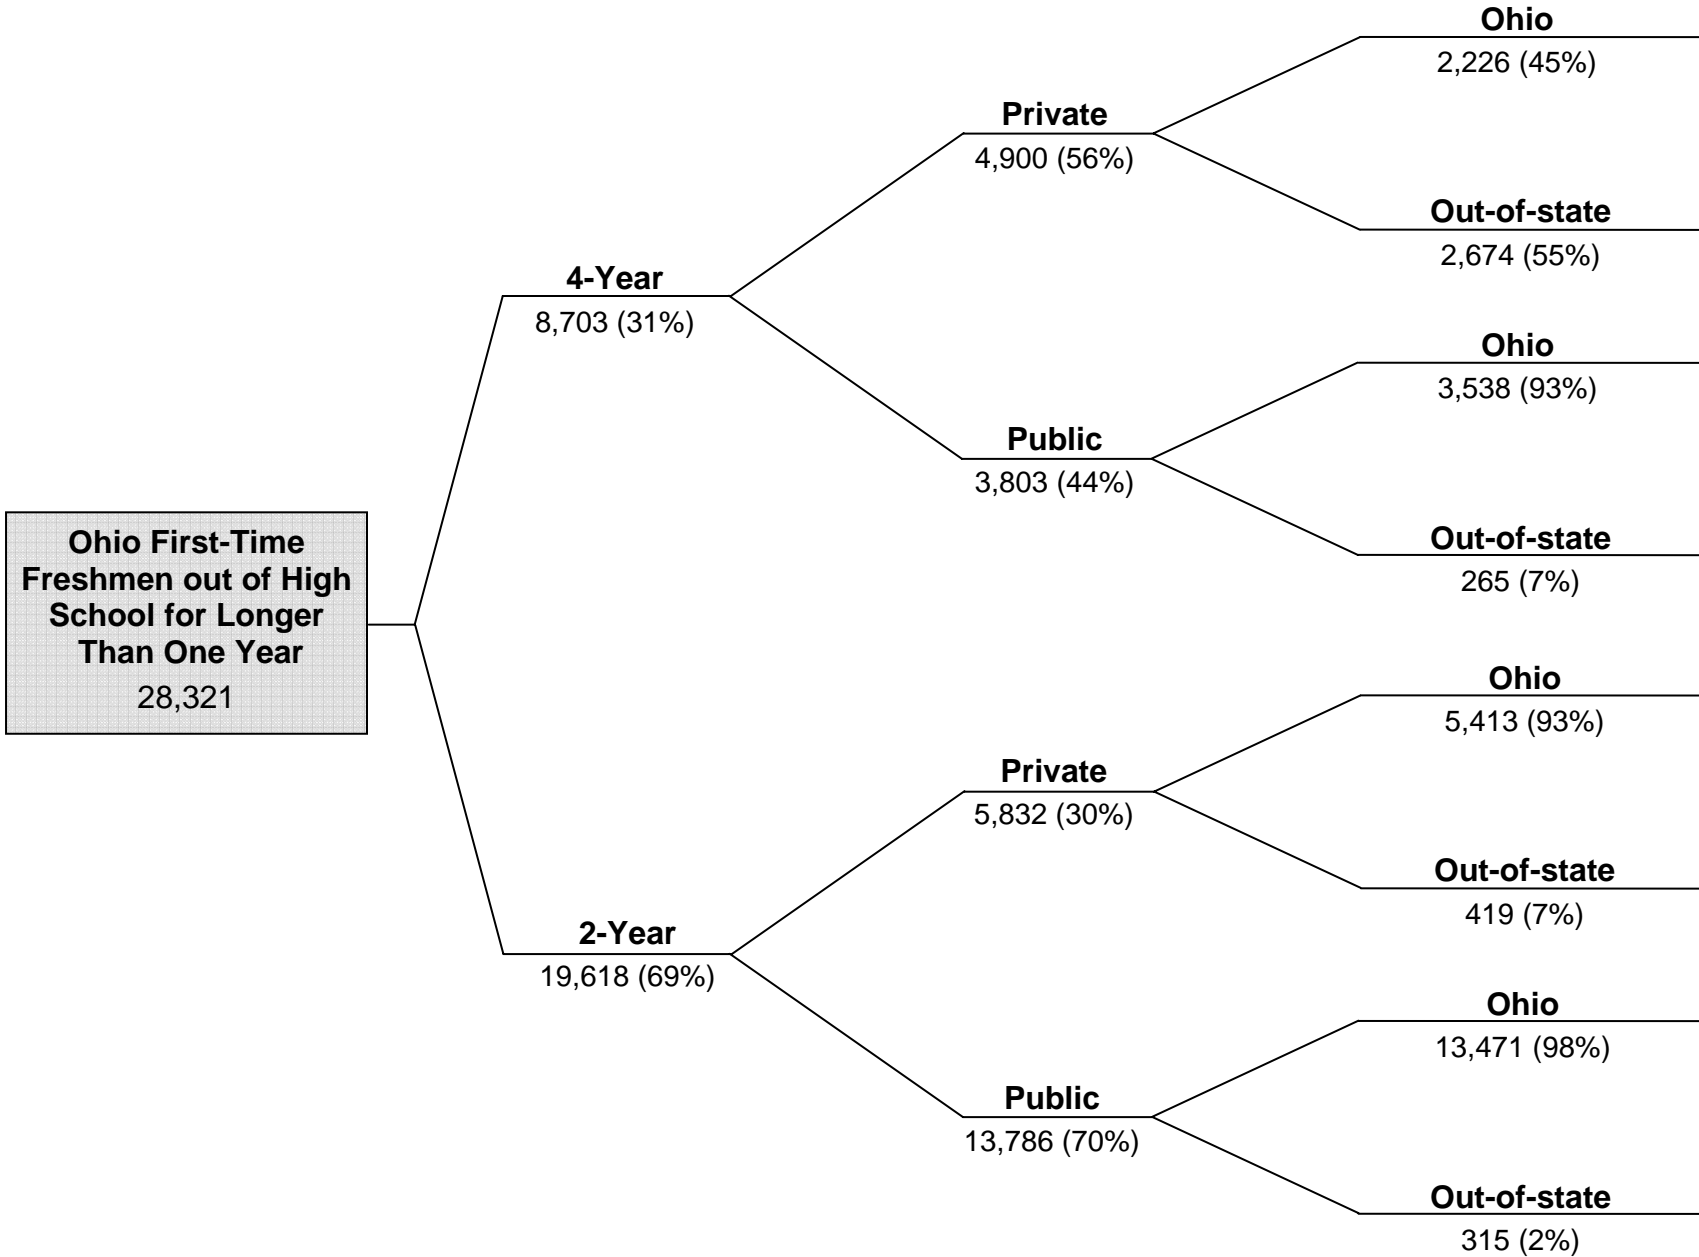 Ohio First-Time
Freshmen out of High
School for Longer
Than One Year
28,321
4-Year
8,703 (31%)
Private
4,900 (56%)
Ohio
2,226 (45%)
Out-of-state
2,674 (55%)
Public
3,803 (44%)
Ohio
3,538 (93%)
Out-of-state
265 (7%)
2-Year
19,618 (69%)
Private
5,832 (30%)
Ohio
5,413 (93%)
Out-of-state
419 (7%)
Public
13,786 (70%)
Ohio
13,471 (98%)
Out-of-state
315 (2%)